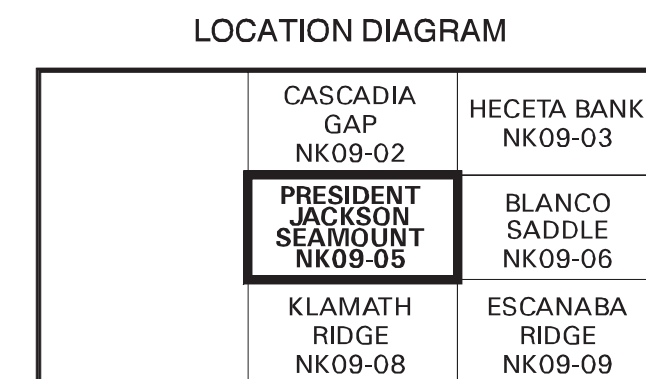 LOCATION DIAGRAM
CASCADIA
GAP
NK09-02
HECETA BANK
NK09-03
PRESIDENT
JACKSON
SEAMOUNT
NK09-05
BLANCO
SADDLE
NK09-06
KLAMATH
RIDGE
NK09-08
ESCANABA
RIDGE
NK09-09